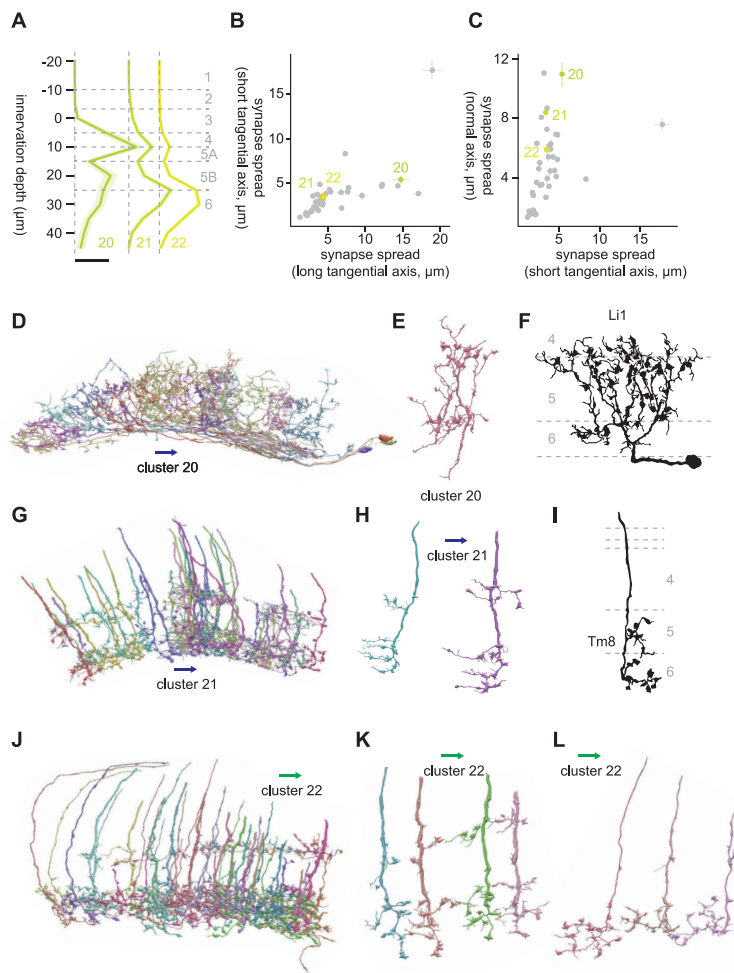 A
-20
-10
0
10
20
30
40
innervation depth (µm)
1
2
3
4
5A
5B
6
20
21
22
B
synapse spread
(short tangential axis, µm)
15
10
5
20
21
22
5
10
15
20
synapse spread
(long tangential axis, µm)
C
synapse spread
(normal axis, µm)
12
8
4
20
21
22
5
10
15
synapse spread
(short tangential axis, µm)
D
cluster 20
E
cluster 20
F
Li1
4
5
6
G
cluster 21
H
cluster 21
I
4
5
6
Tm8
J
cluster 22
K
cluster 22
L
cluster 22